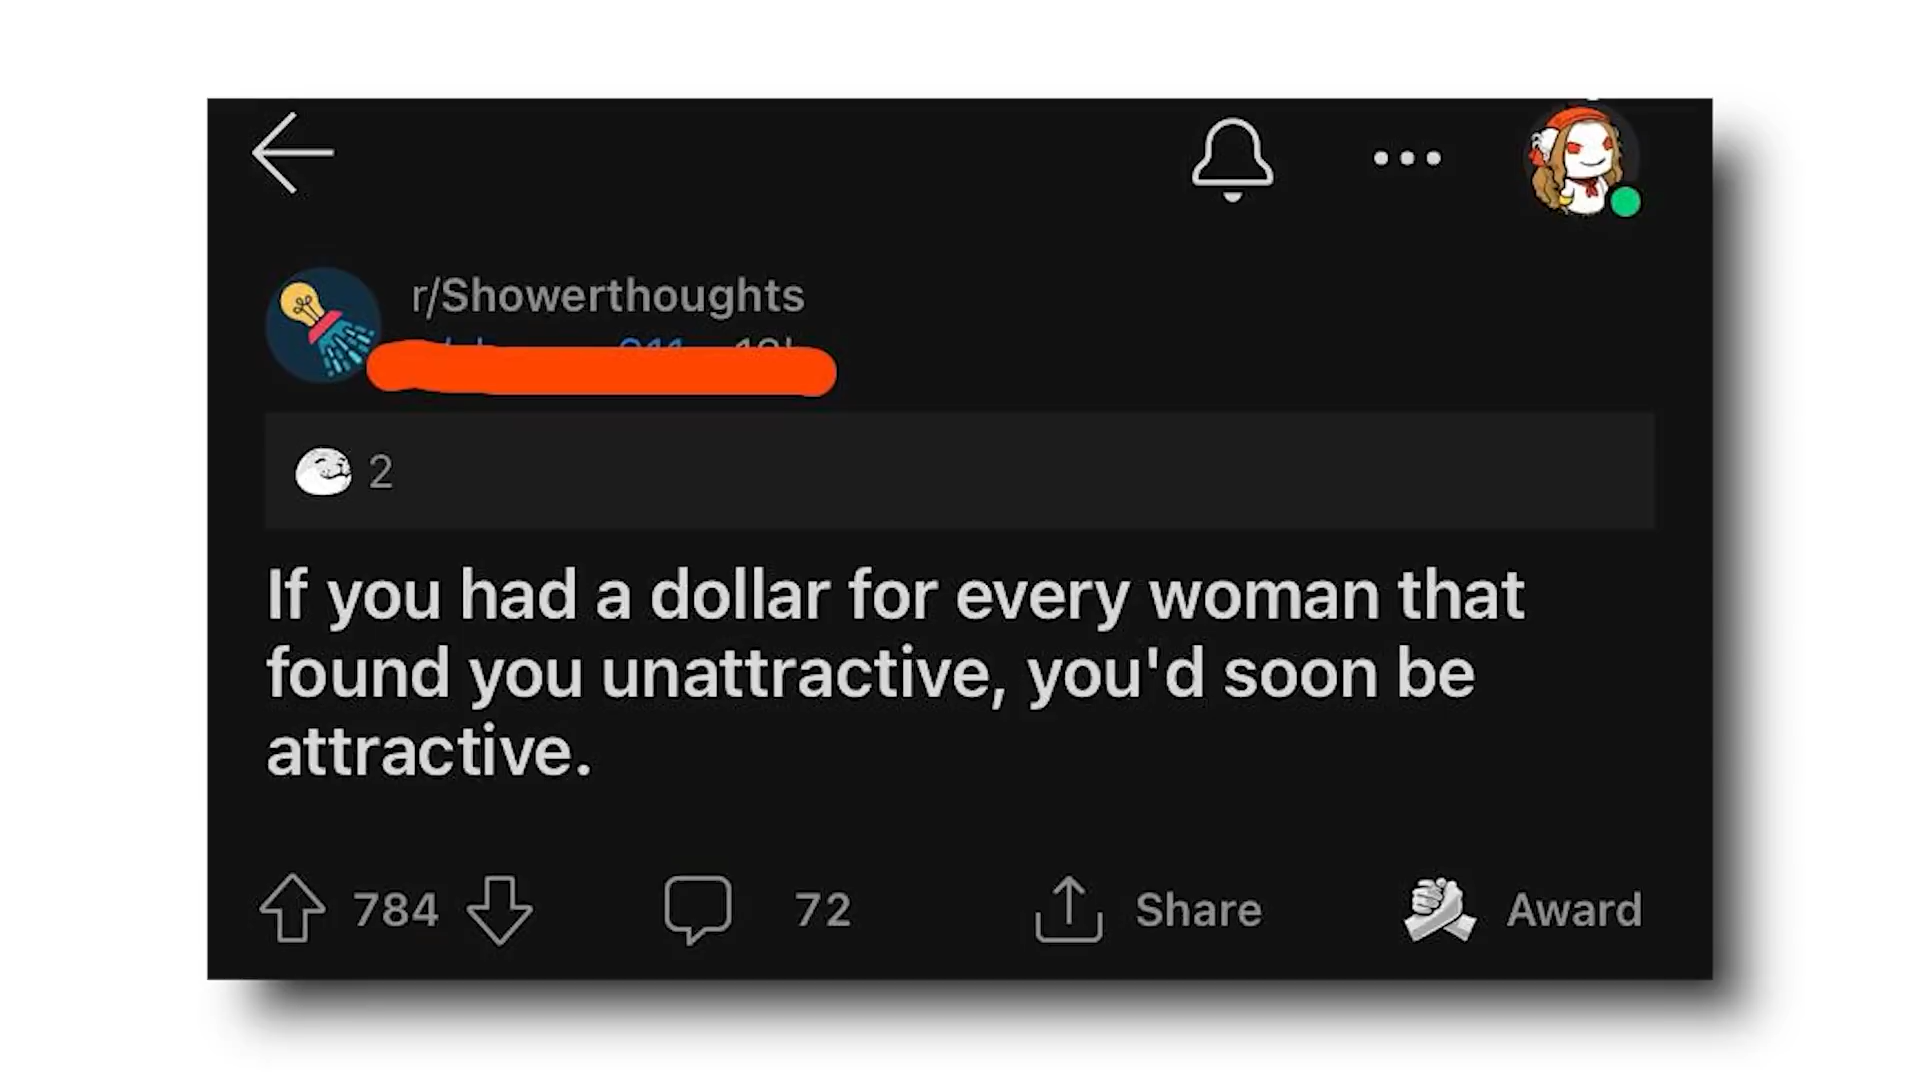 r/Showerthoughts
2
If you had a dollar for every woman that
found you unattractive, you'd soon be
attractive.
784 72 Share Award